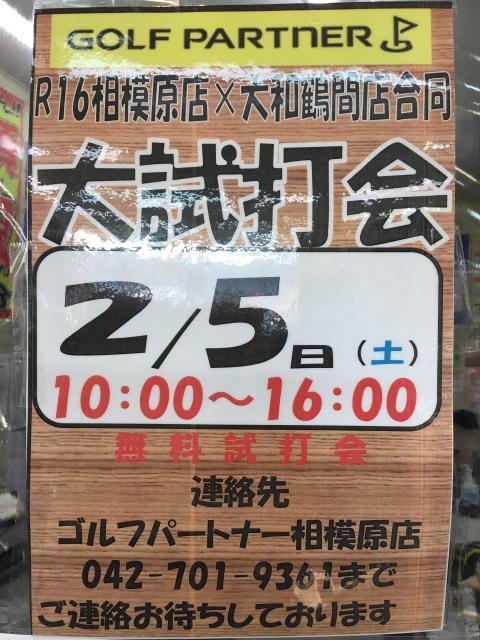 GOLF PARTNER
R16相模原店×大和鶴間店合同
大試打会
2/5日(土)
10:00～16:00
無料試打会
連絡先
ゴルフパートナー相模原店
042-701-9361まで
ご連絡お待ちしております